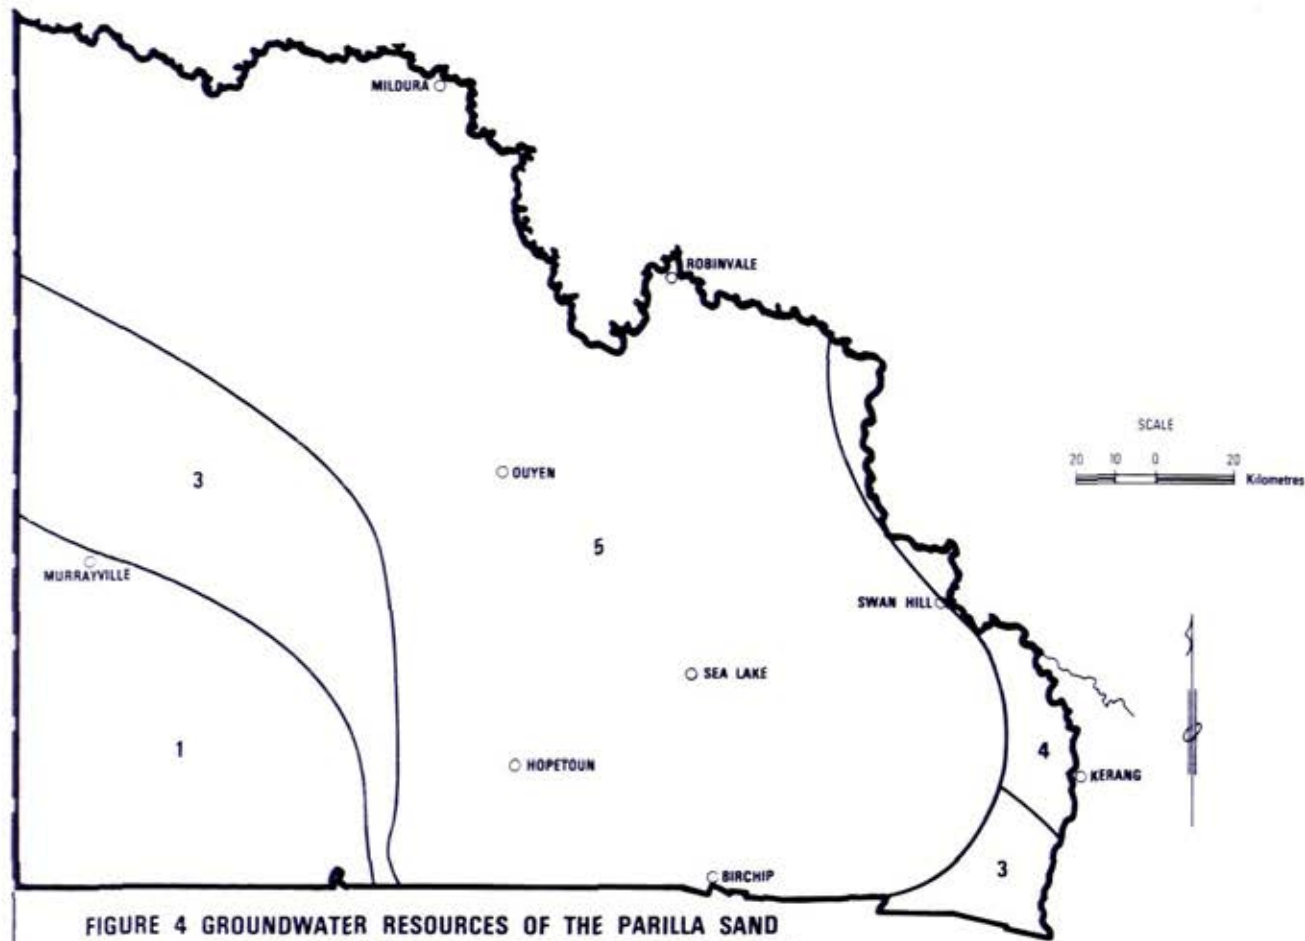 MILDURA
ROBINVALE
SCALE
20 10 0 20
Kilometres
3
OUYEN
5
MURRAYVILLE
SWAN HILL
SEA LAKE
1
HOPETOUN
4
KERANG
3
BIRCHIP
FIGURE 4 GROUNDWATER RESOURCES OF THE PARILLA SAND